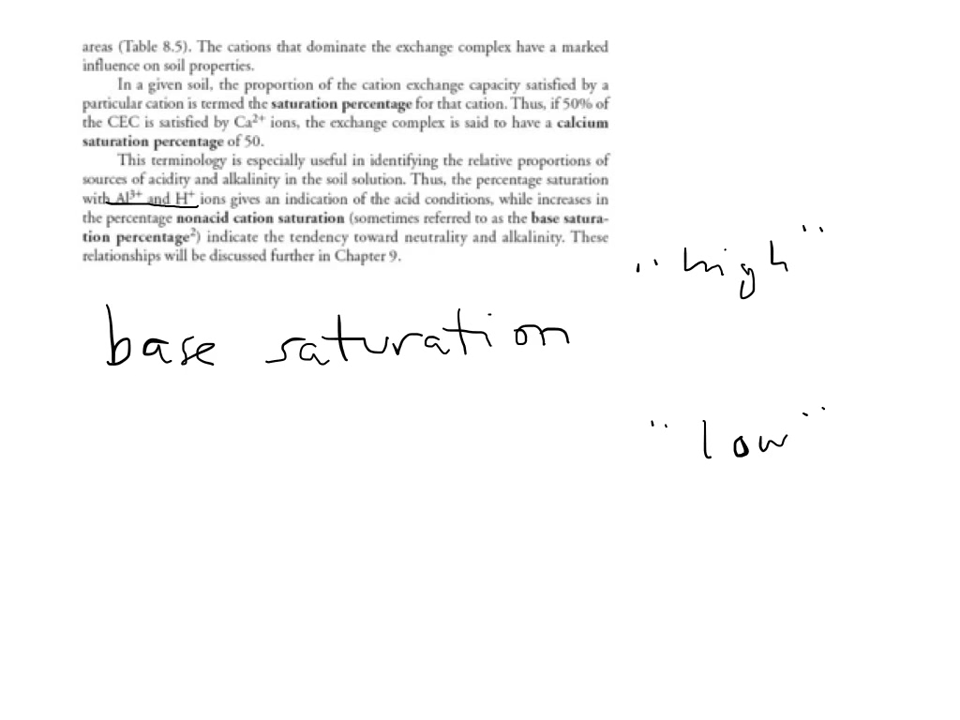 areas (Table 8.5). The cations that dominate the exchange complex have a marked
influence on soil properties.
In a given soil, the proportion of the cation exchange capacity satisfied by a
particular cation is termed the saturation percentage for that cation. Thus, if 50% of
the CEC is satisfied by Ca²⁺ ions, the exchange complex is said to have a calcium
saturation percentage of 50.
This terminology is especially useful in identifying the relative proportions of
sources of acidity and alkalinity in the soil solution. Thus, the percentage saturation
with Al³⁺ and H⁺ ions gives an indication of the acid conditions, while increases in
the percentage nonacid cation saturation (sometimes referred to as the base satura-
tion percentage²) indicate the tendency toward neutrality and alkalinity. These
relationships will be discussed further in Chapter 9.
"high"
base saturation
"low"